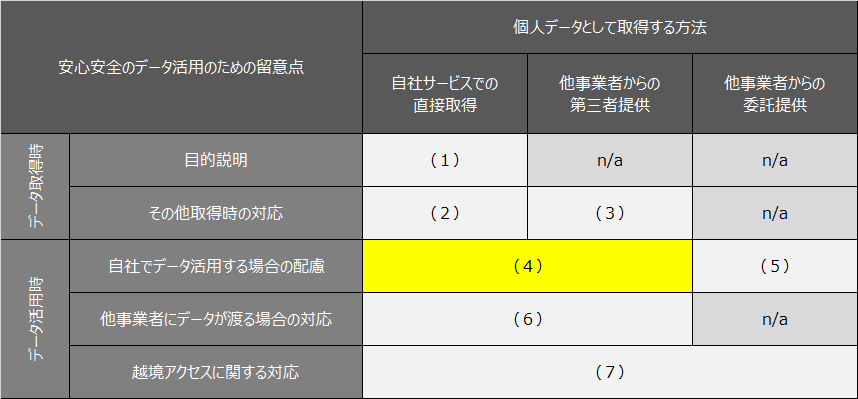 安心安全のデータ活用のための留意点
個人データとして取得する方法
自社サービスでの
直接取得
他事業者からの
第三者提供
他事業者からの
委託提供
データ取得時
目的説明
（１）
n/a
n/a
その他取得時の対応
（２）
（３）
n/a
データ活用時
自社でデータ活用する場合の配慮
（４）
（５）
他事業者にデータが渡る場合の対応
（６）
n/a
越境アクセスに関する対応
（７）